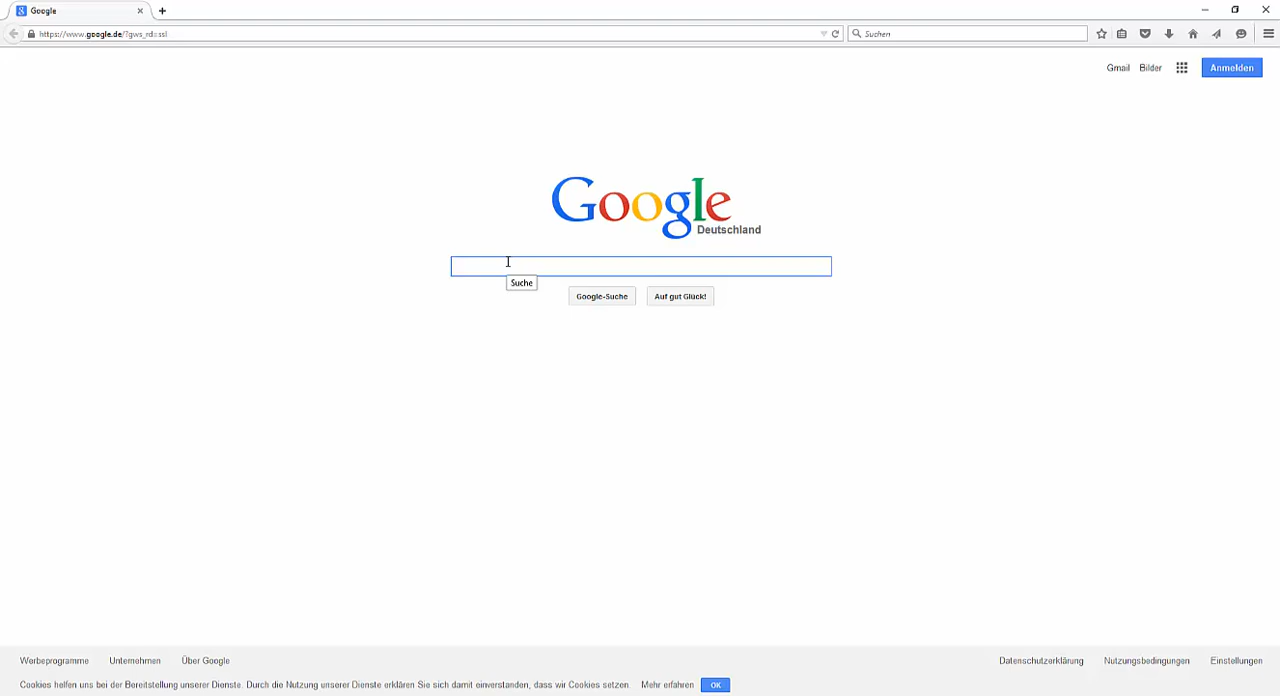 Google
https://www.google.de/?gws_rd=ssl
Suchen
Gmail Bilder Anmelden
Google
Deutschland
Suche
Google-Suche Auf gut Glück!
Werbeprogramme Unternehmen Über Google Datenschutzerklärung Nutzungsbedingungen Einstellungen
Cookies helfen uns bei der Bereitstellung unserer Dienste. Durch die Nutzung unserer Dienste erklären Sie sich damit einverstanden, dass wir Cookies setzen. Mehr erfahren OK